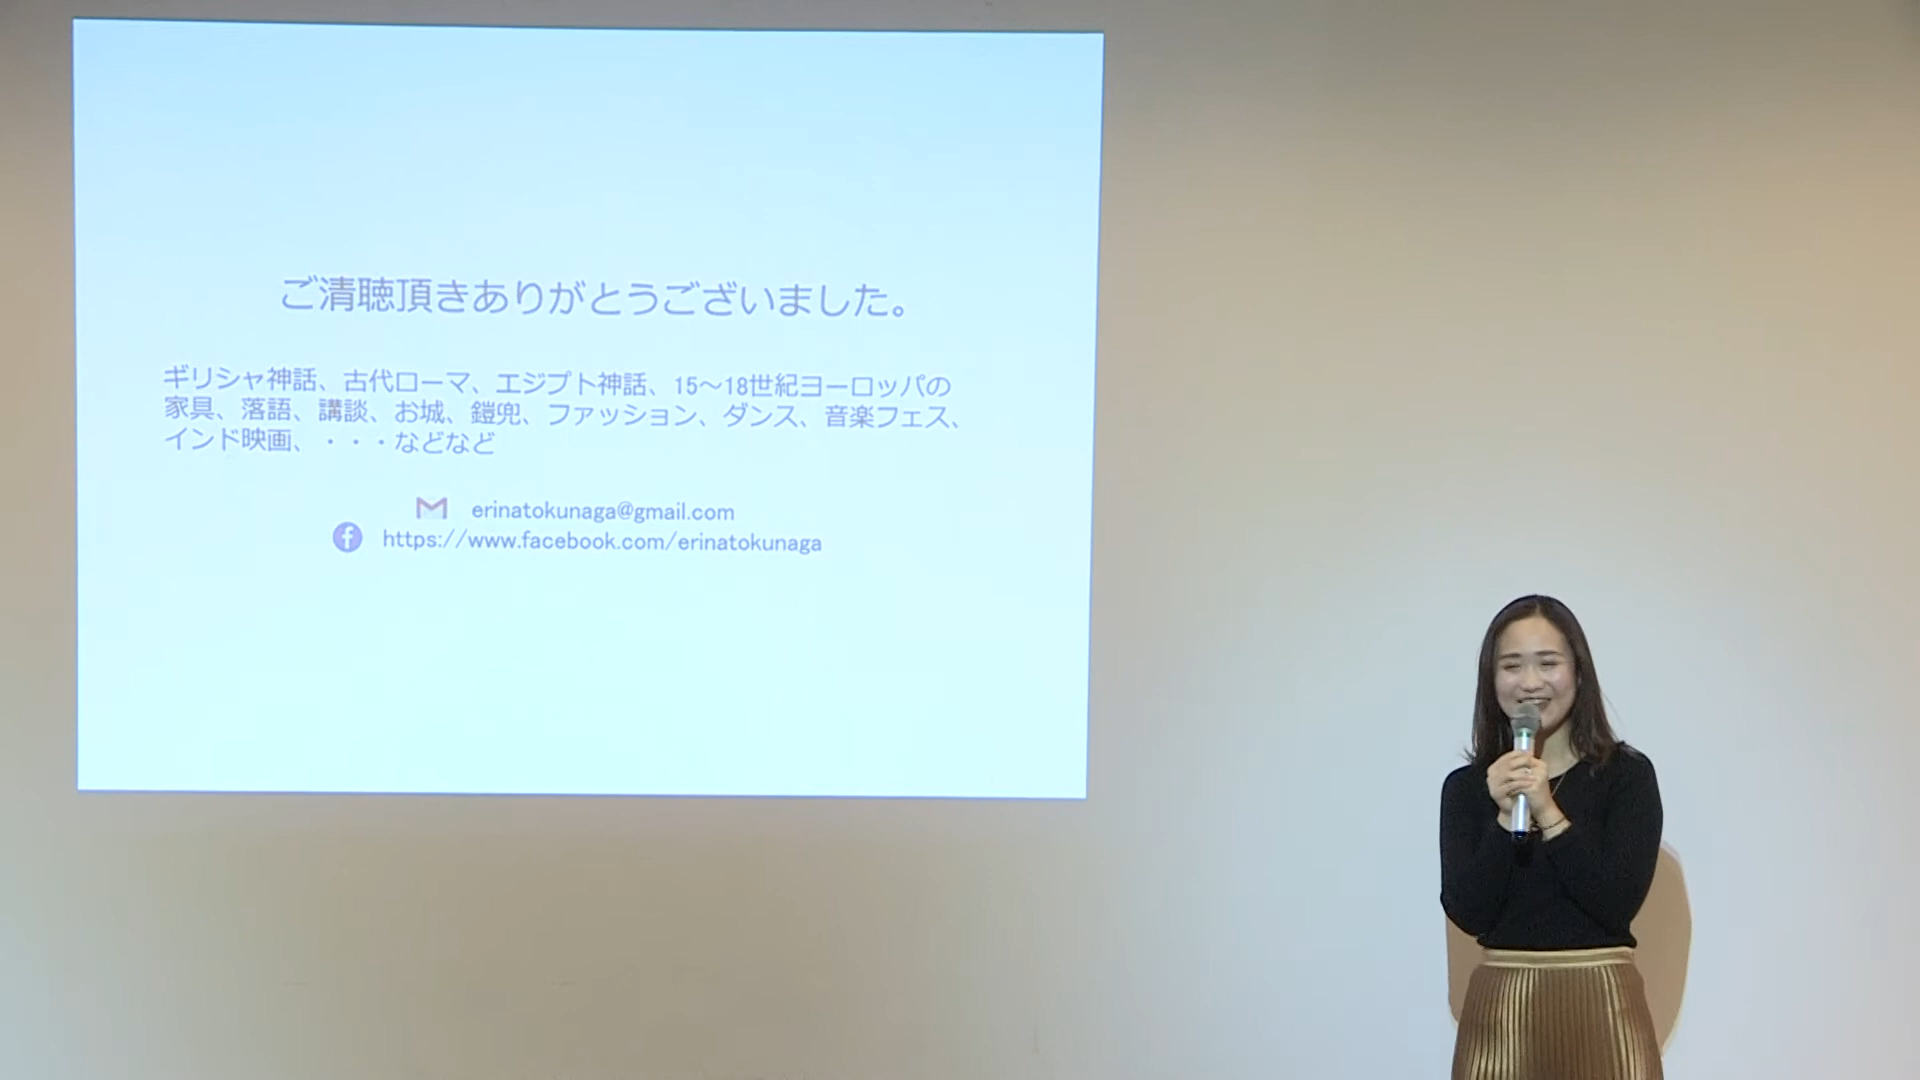 ご清聴頂きありがとうございました。
ギリシャ神話、古代ローマ、エジプト神話、15～18世紀ヨーロッパの
家具、落語、講談、お城、鎧兜、ファッション、ダンス、音楽フェス、
インド映画、・・・などなど
erinatokunaga@gmail.com
https://www.facebook.com/erinatokunaga